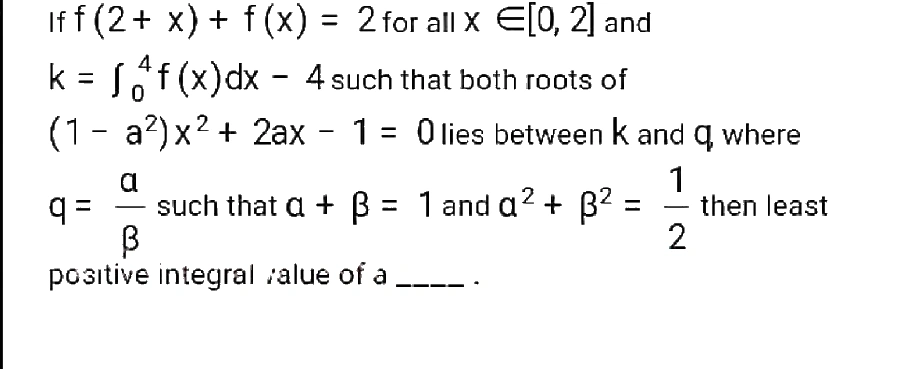 If f (2 + x) + f (x) = 2 for all x ∈[0, 2] and
k = ∫₀⁴ f (x)dx − 4 such that both roots of
(1 − a²)x² + 2ax − 1 = 0 lies between k and q, where
q = α/β such that α + β = 1 and α² + β² = 1/2 then least
positive integral value of a ____ .